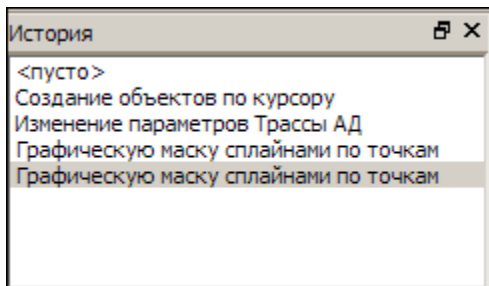 История
<пусто>
Создание объектов по курсору
Изменение параметров Трассы АД
Графическую маску сплайнами по точкам
Графическую маску сплайнами по точкам